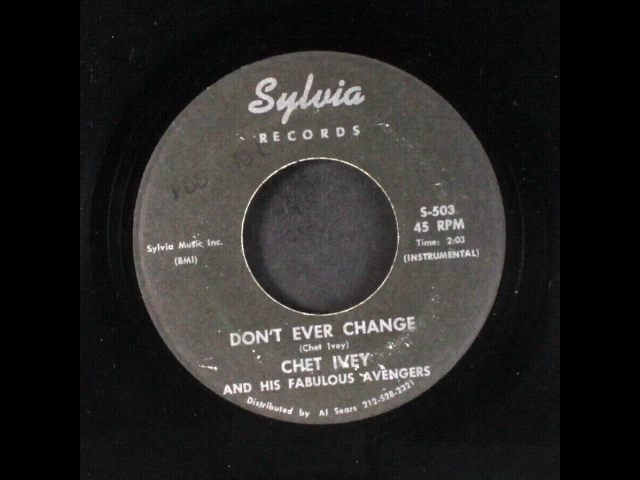 Sylvia
RECORDS
S-503
45 RPM
Time: 2:03
(INSTRUMENTAL)
Sylvia Music Inc.
(BMI)
DON'T EVER CHANGE
(Chet Ivey)
CHET IVEY
AND HIS FABULOUS AVENGERS
Distributed by Al Sears 212-528-2321